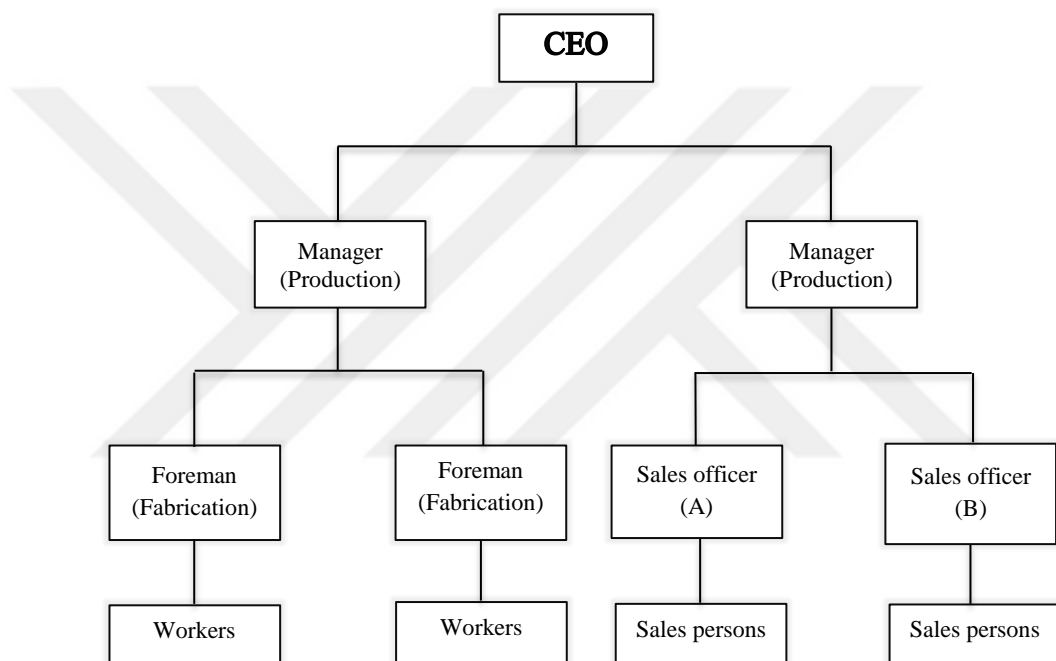 CEO
Manager
(Production)
Manager
(Production)
Foreman
(Fabrication)
Foreman
(Fabrication)
Sales officer
(A)
Sales officer
(B)
Workers
Workers
Sales persons
Sales persons